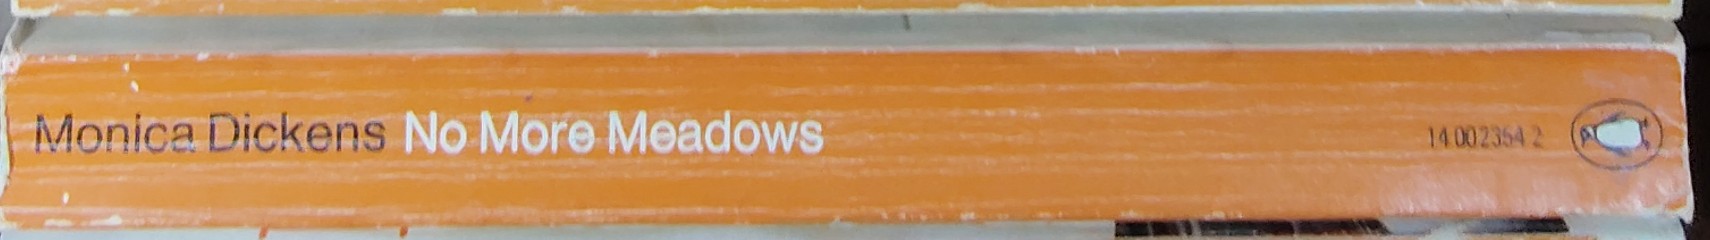 Monica Dickens No More Meadows 14 002354 2